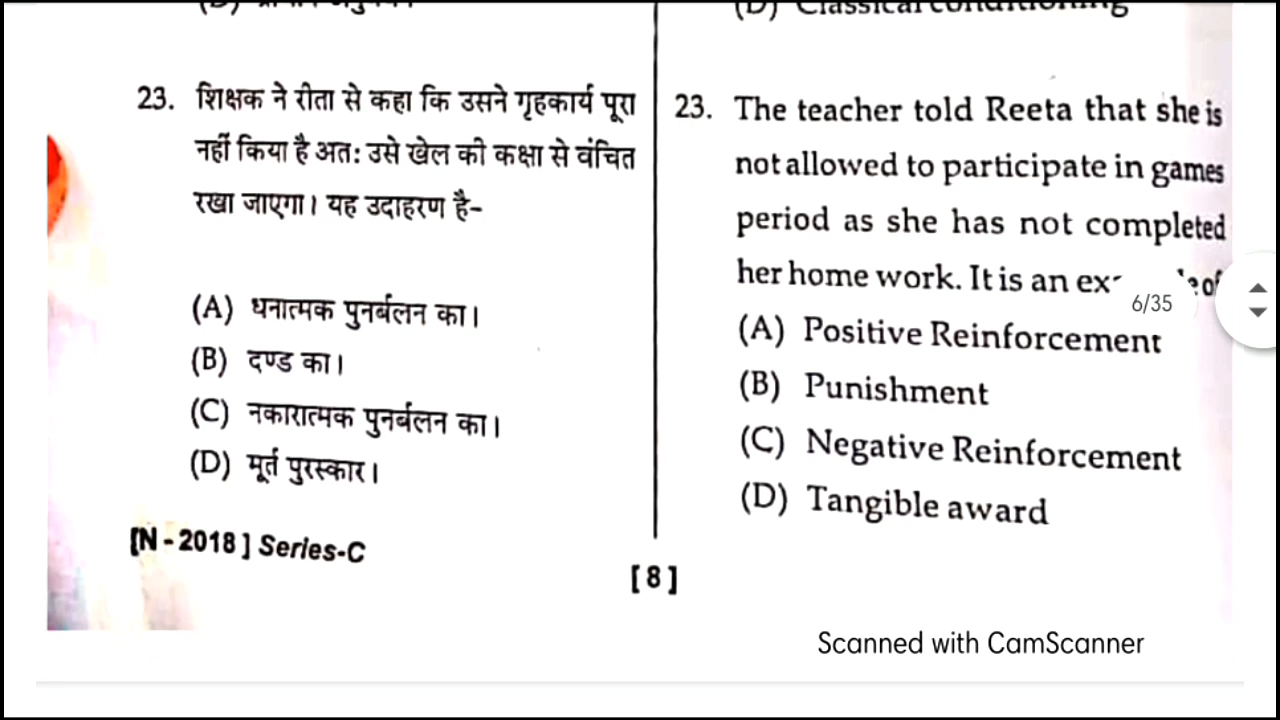 (D) Classical conditioning
23. शिक्षक ने रीता से कहा कि उसने गृहकार्य पूरा
नहीं किया है अतः उसे खेल की कक्षा से वंचित
रखा जाएगा। यह उदाहरण है-
(A) धनात्मक पुनर्बलन का।
(B) दण्ड का।
(C) नकारात्मक पुनर्बलन का।
(D) मूर्त पुरस्कार।
[N - 2018 ] Series-C
23. The teacher told Reeta that she is
not allowed to participate in games
period as she has not completed
her home work. It is an of
6/35
(A) Positive Reinforcement
(B) Punishment
(C) Negative Reinforcement
(D) Tangible award
[ 8 ]
Scanned with CamScanner